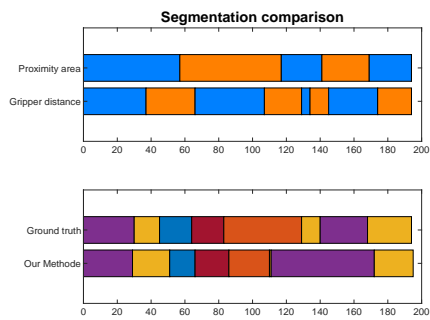 Segmentation comparison
Proximity area
Gripper distance
0 20 40 60 80 100 120 140 160 180 200
Ground truth
Our Methode
0 20 40 60 80 100 120 140 160 180 200